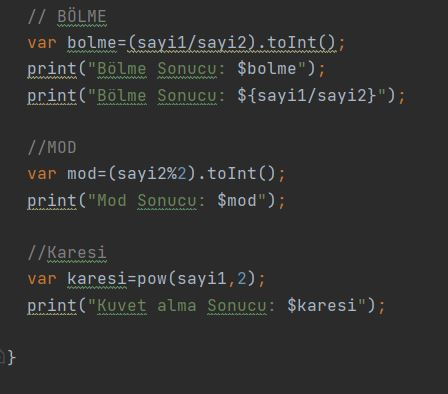 // BÖLME
var bolme=(sayi1/sayi2).toInt();
print("Bölme Sonucu: $bolme");
print("Bölme Sonucu: ${sayi1/sayi2}");
//MOD
var mod=(sayi2%2).toInt();
print("Mod Sonucu: $mod");
//Karesi
var karesi=pow(sayi1,2);
print("Kuvet alma Sonucu: $karesi");
}